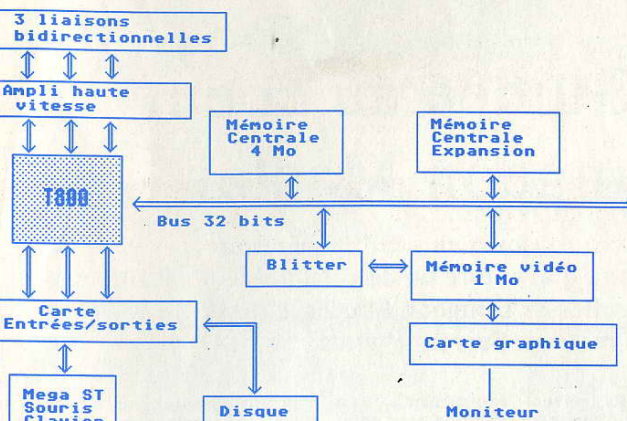 3 liaisons
bidirectionnelles
Ampli haute
vitesse
Mémoire
Centrale
4 Mo
Mémoire
Centrale
Expansion
T800
Bus 32 bits
Blitter
Mémoire vidéo
1 Mo
Carte
Entrées/sorties
Carte graphique
Mega ST
Souris
Clavier
Disque
Moniteur